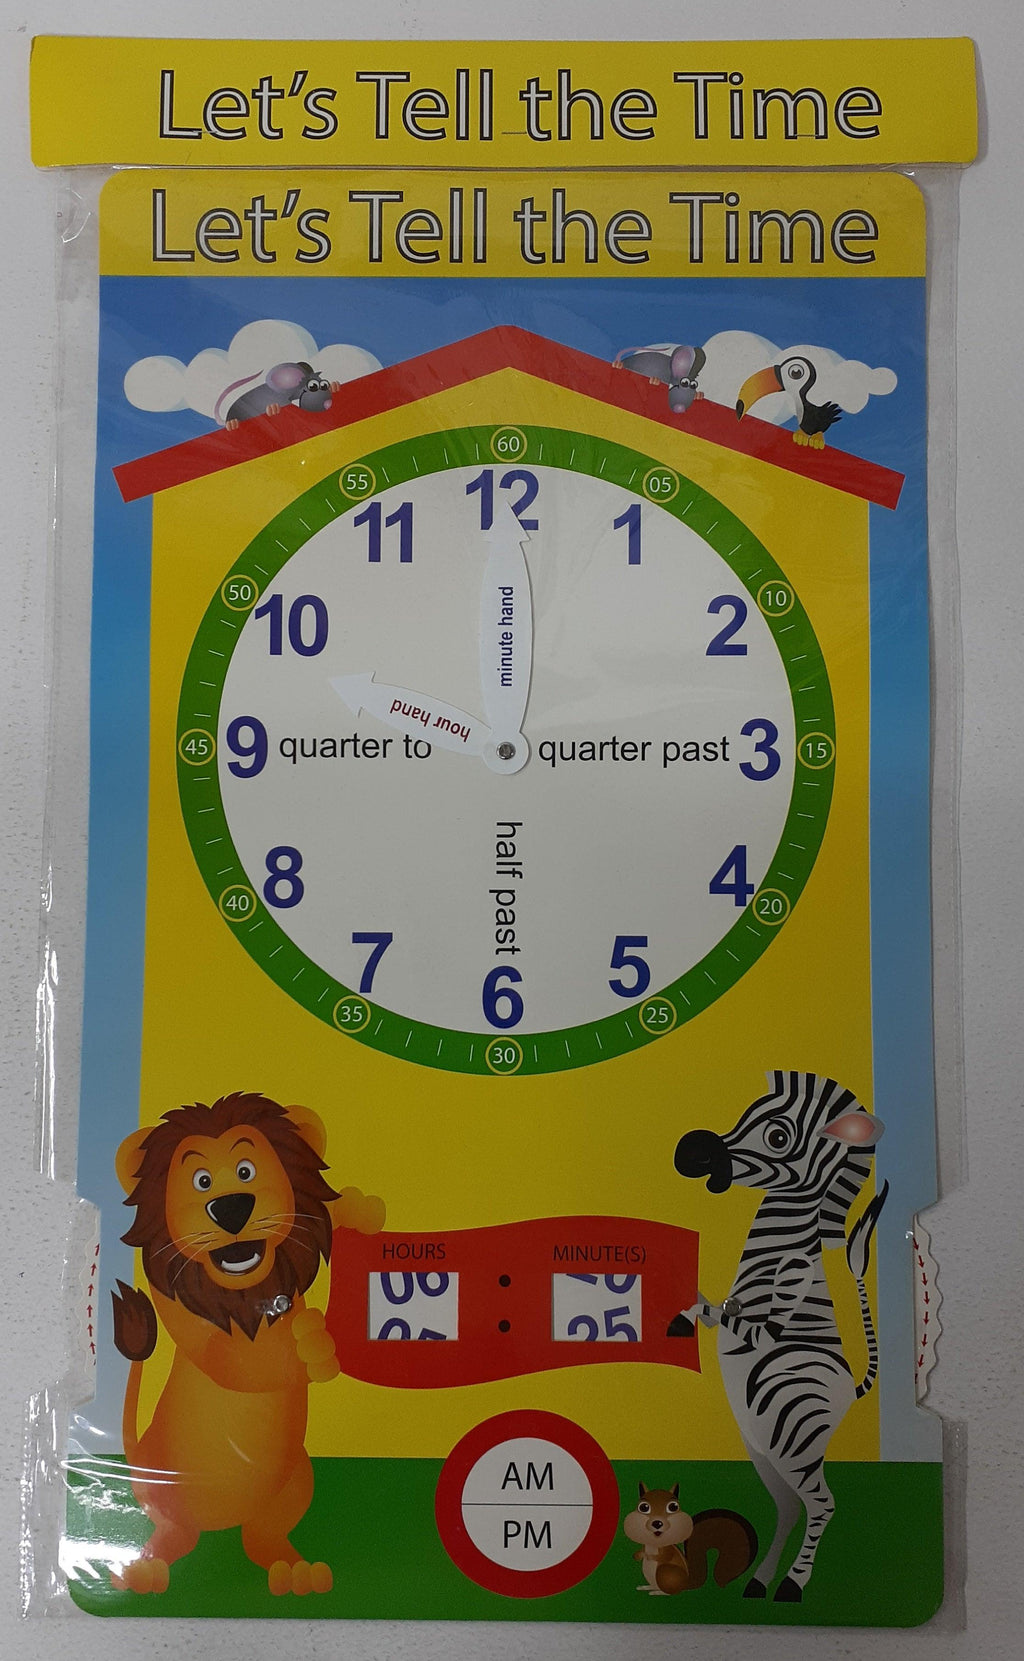 Let's Tell the Time
Let's Tell the Time
60
55
05
12
11
1
50
10
10
2
minute hand
hour hand
45
9
quarter to
quarter past
3
15
half past
8
4
40
20
7
5
6
35
25
30
HOURS
MINUTE(S)
06
:
25
AM
PM